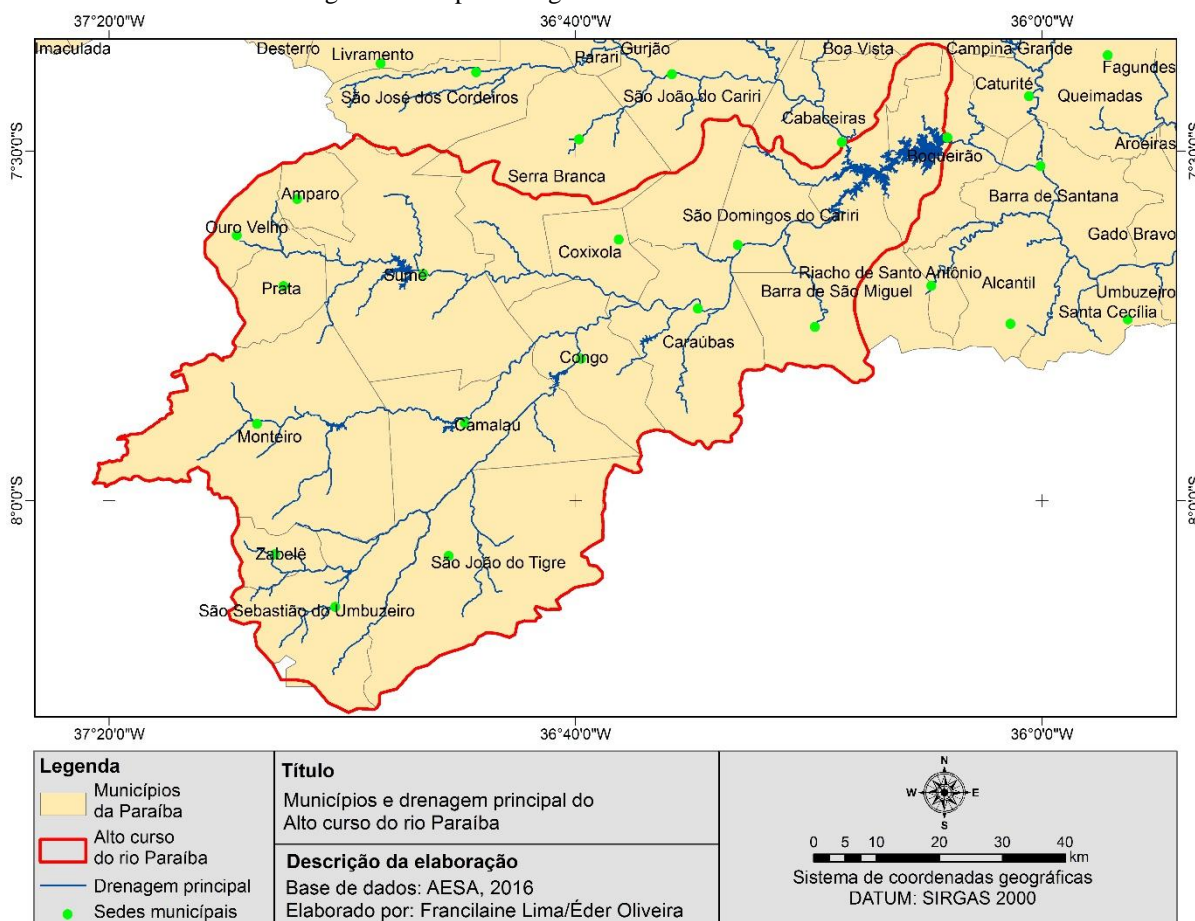 37°20'0"W
36°40'0"W
36°0'0"W
Imaculada
Desterro
Livramento
Parari
Gurjão
Boa Vista
Campina Grande
Fagundes
São José dos Cordeiros
São João do Cariri
Caturité
Queimadas
Cabaceiras
Aroeiras
7°30'0"S
7°30'0"S
Boqueirão
Serra Branca
Amparo
Barra de Santana
Ouro Velho
São Domingos do Cariri
Gado Bravo
Coxixola
Sumé
Riacho de Santo Antônio
Prata
Barra de São Miguel
Alcantil
Umbuzeiro
Santa Cecília
Caraúbas
Congo
Monteiro
Camalaú
8°0'0"S
8°0'0"S
Zabelê
São João do Tigre
São Sebastião do Umbuzeiro
37°20'0"W
36°40'0"W
36°0'0"W
Legenda
Municípios
da Paraíba
Alto curso
do rio Paraíba
Drenagem principal
Sedes municípais
Título
Municípios e drenagem principal do
Alto curso do rio Paraíba
Descrição da elaboração
Base de dados: AESA, 2016
Elaborado por: Francilaine Lima/Éder Oliveira
N
W
E
S
0 5 10 20 30 40
km
Sistema de coordenadas geográficas
DATUM: SIRGAS 2000